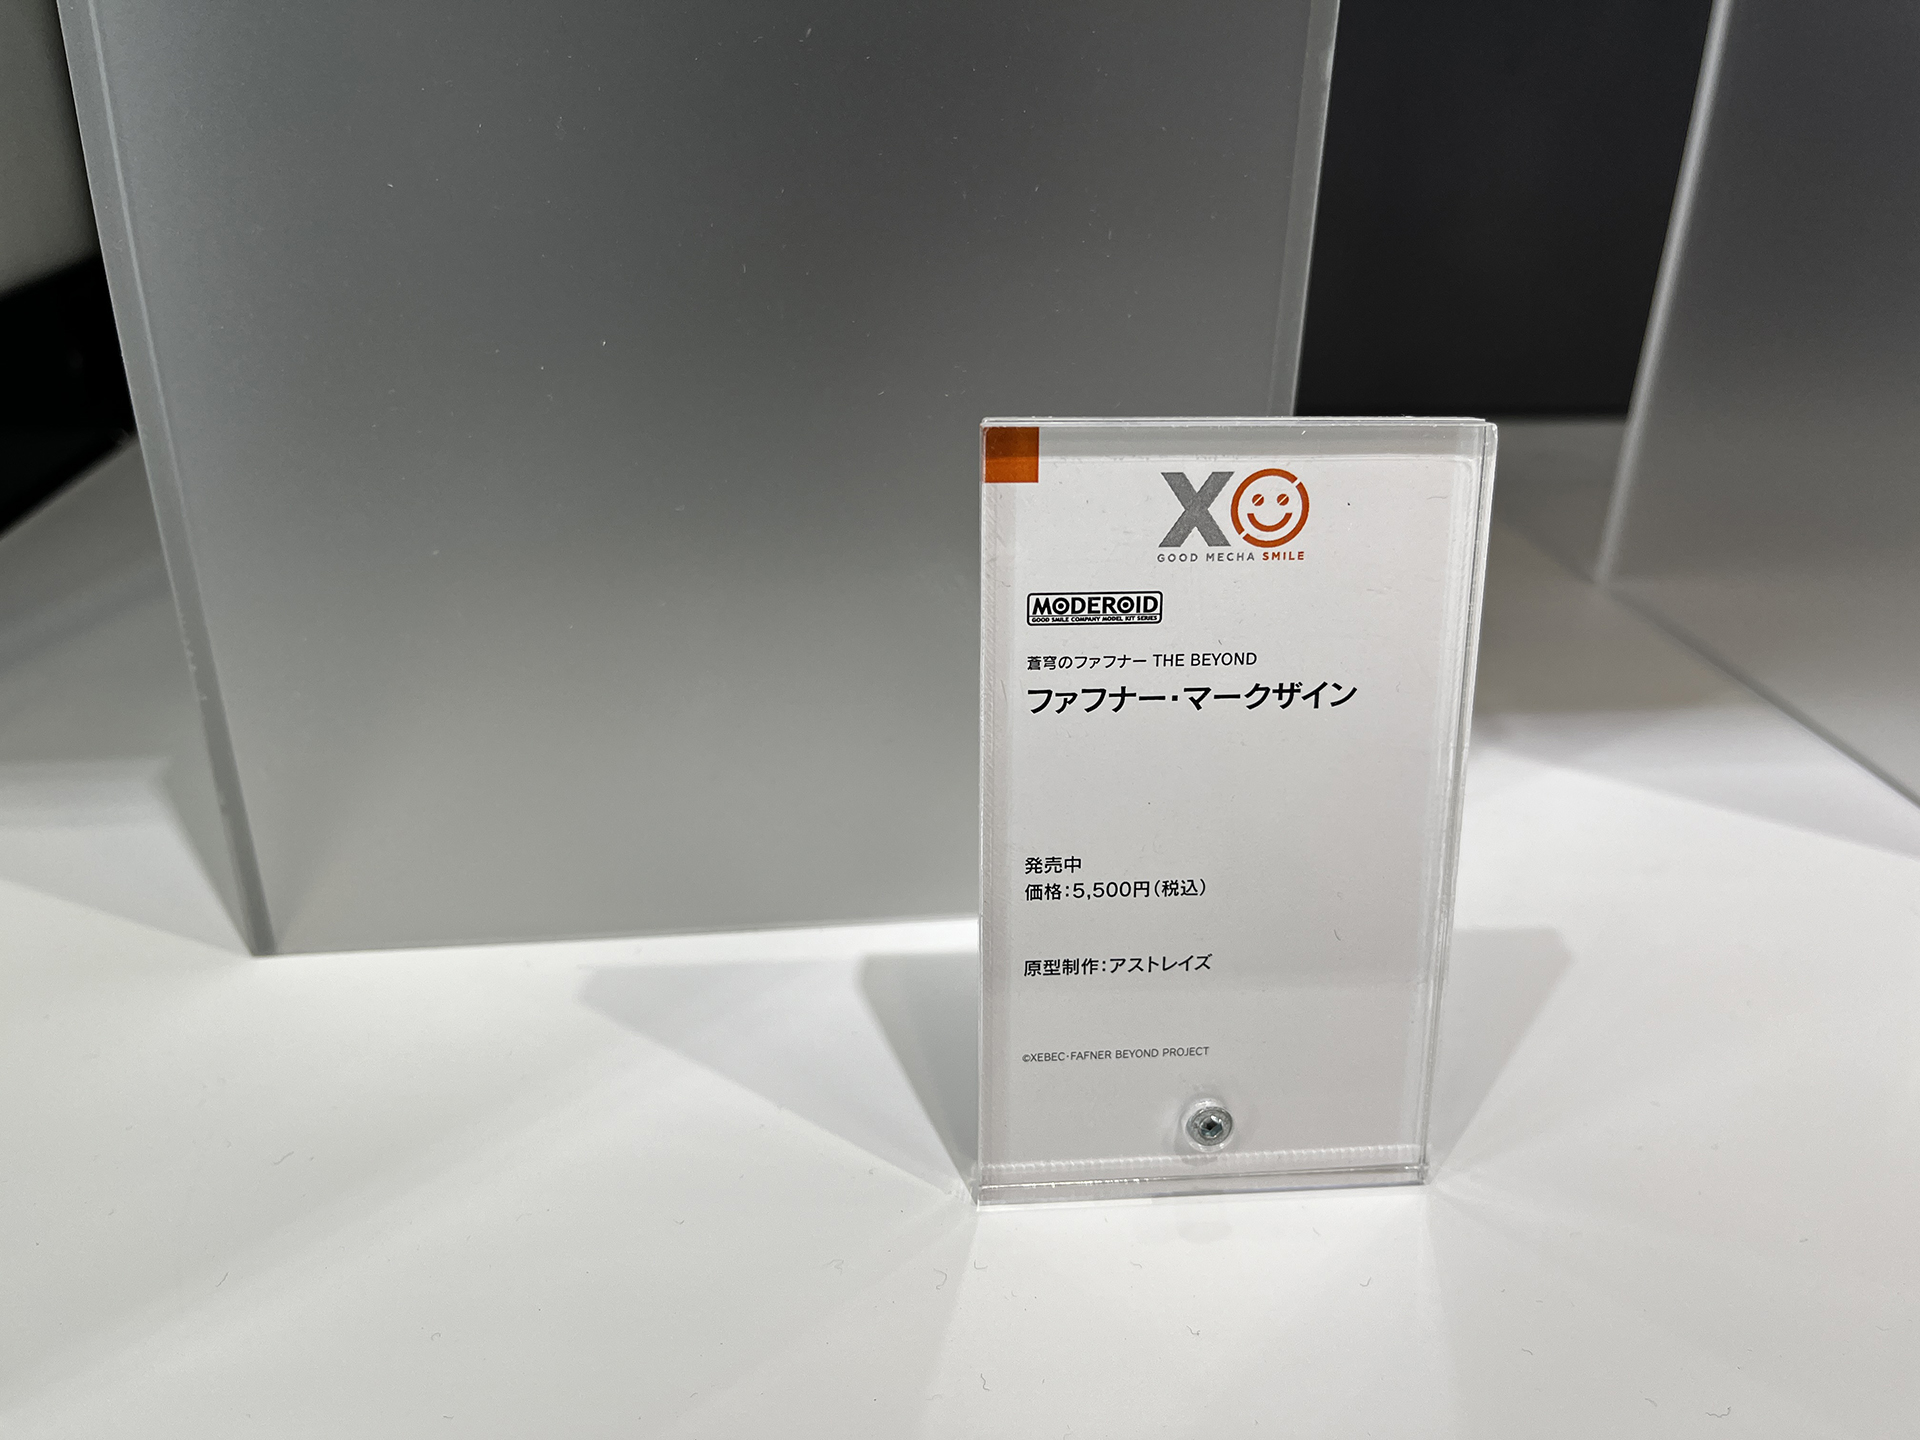 XO
GOOD MECHA SMILE
MODEROID
GOOD SMILE COMPANY MODEL KIT SERIES
蒼穹のファフナー THE BEYOND
ファフナー・マークザイン
発売中
価格：5,500円（税込）
原型制作：アストレイズ
©XEBEC・FAFNER BEYOND PROJECT